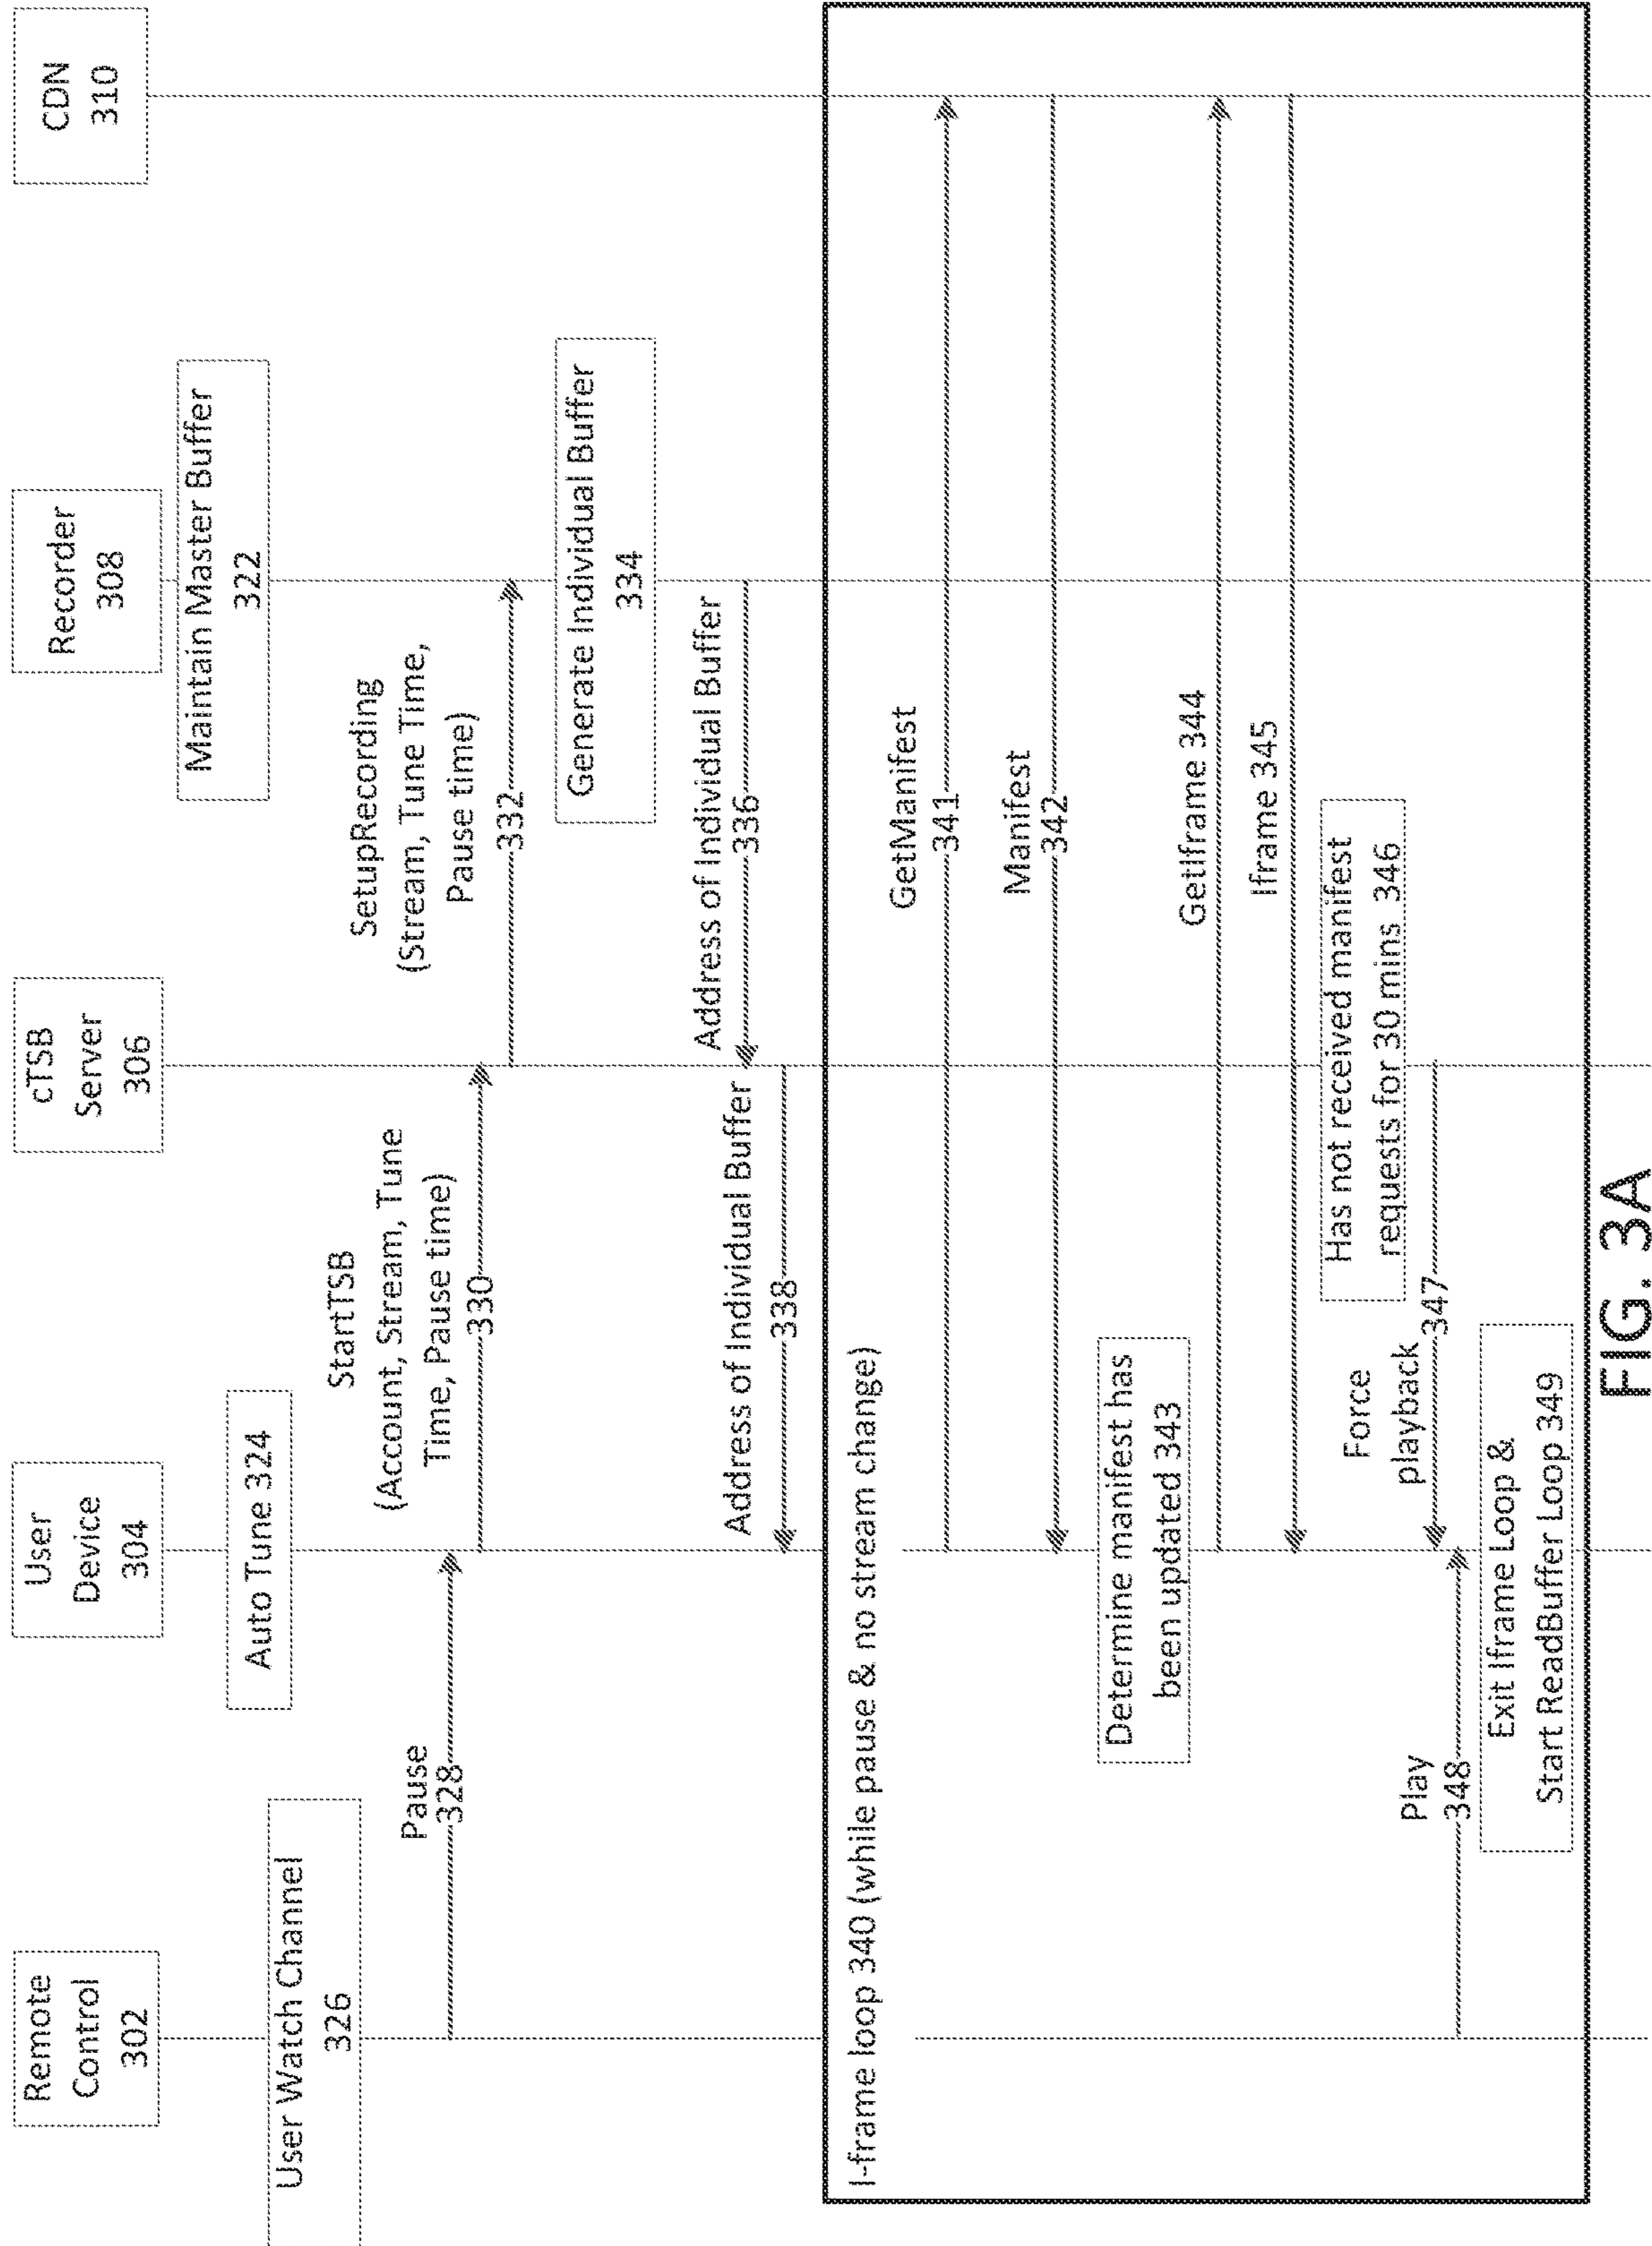 Remote
Control
302
User
Device
304
cTSB
Server
306
Recorder
308
CDN
310
Maintain Master Buffer
322
Auto Tune 324
User Watch Channel
326
Pause
328
StartTSB
(Account, Stream, Tune
Time, Pause time)
330
SetupRecording
(Stream, Tune Time,
Pause time)
332
Generate Individual Buffer
334
Address of Individual Buffer
336
Address of Individual Buffer
338
I-frame loop 340 (while pause & no stream change)
GetManifest
341
Manifest
342
Determine manifest has
been updated 343
GetIframe 344
Iframe 345
Has not received manifest
requests for 30 mins 346
Force
playback
347
Play
348
Exit Iframe Loop &
Start ReadBuffer Loop 349
FIG. 3A